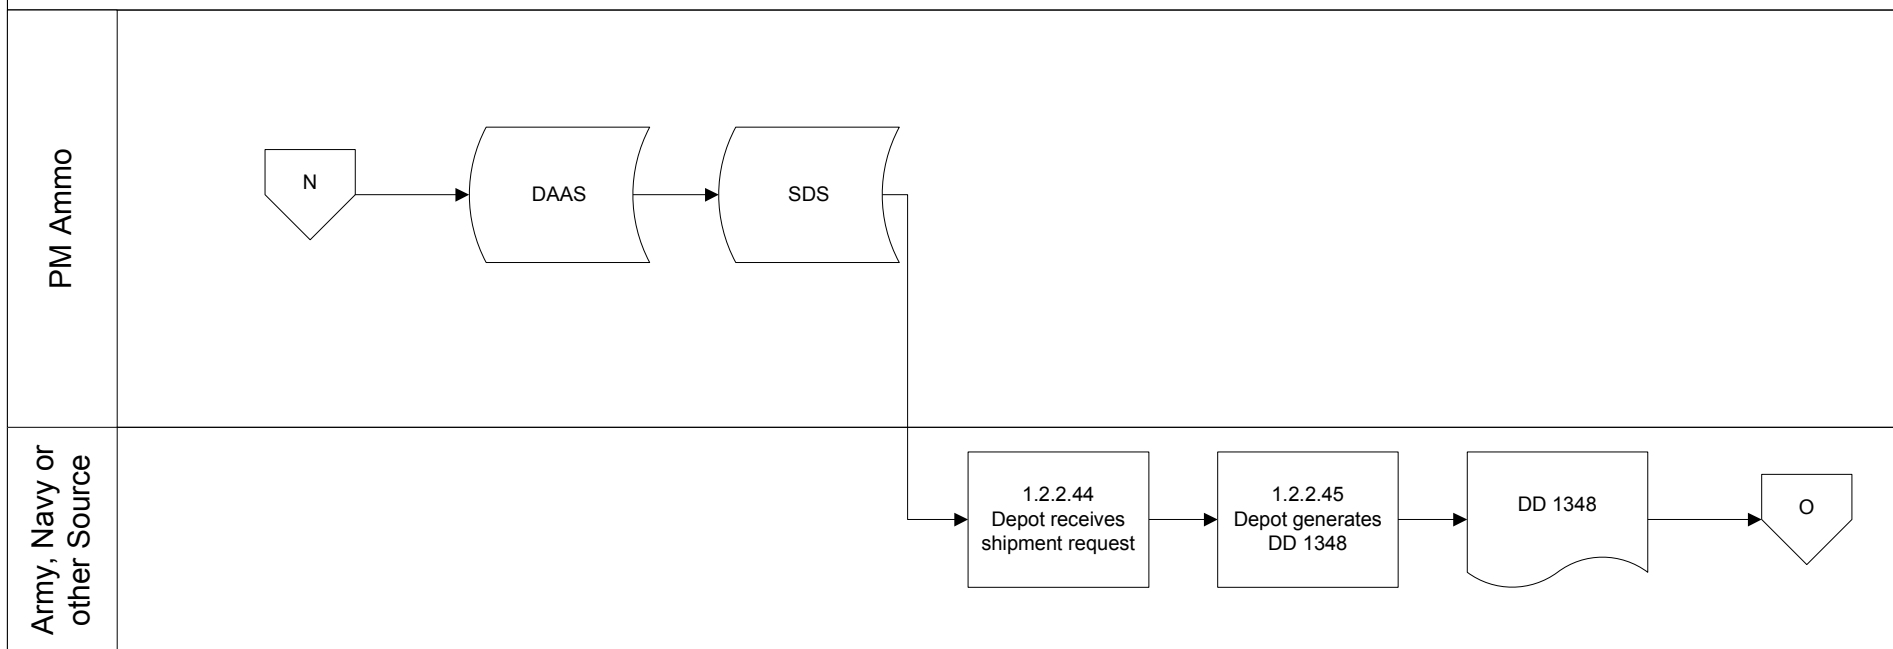 PM Ammo
N
DAAS
SDS
Army, Navy or
other Source
1.2.2.44
Depot receives
shipment request
1.2.2.45
Depot generates
DD 1348
DD 1348
O